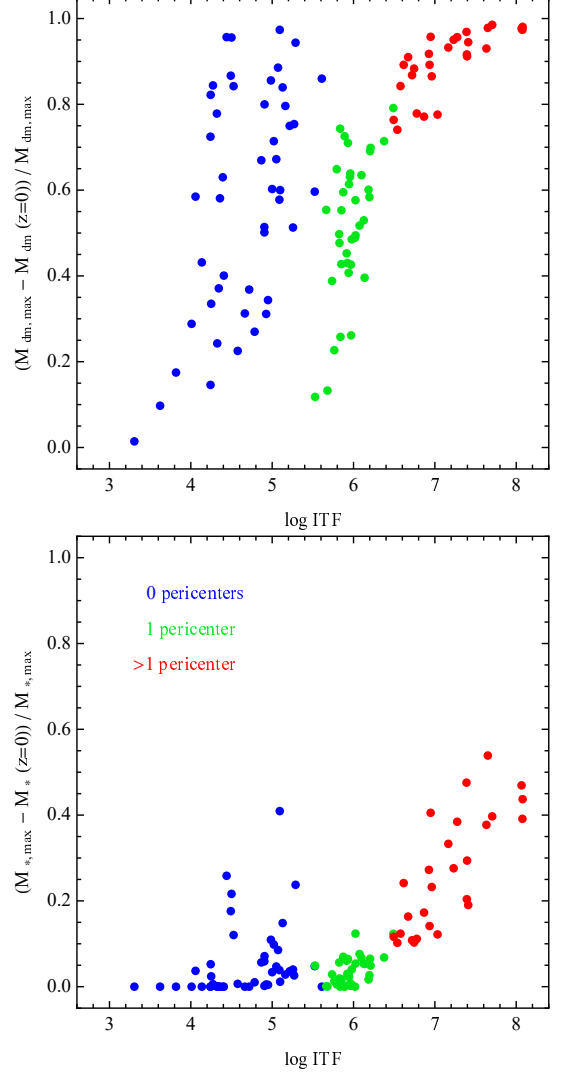 1.0
0.8
0.6
0.4
0.2
0.0
(M dm, max − M dm (z=0)) / M dm, max
3 4 5 6 7 8
log ITF
1.0
0.8
0.6
0.4
0.2
0.0
(M *, max − M * (z=0)) / M *, max
0 pericenters
1 pericenter
>1 pericenter
3 4 5 6 7 8
log ITF